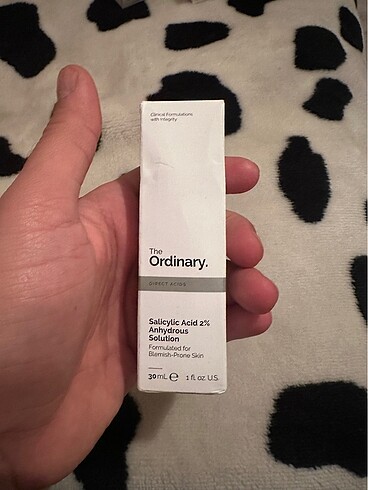 Clinical Formulations
with Integrity.
The
Ordinary.
DIRECT ACIDS
Salicylic Acid 2%
Anhydrous
Solution
Formulated for
Blemish-Prone Skin
30 mL ℮ 1 fl. oz. U.S.